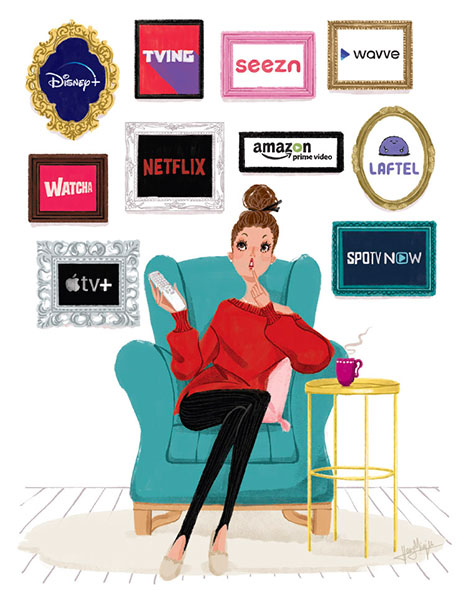 Disney+
TVING
seezn
wavve
WATCHA
NETFLIX
amazon
prime video
LAFTEL
tv+
SPOTV NOW